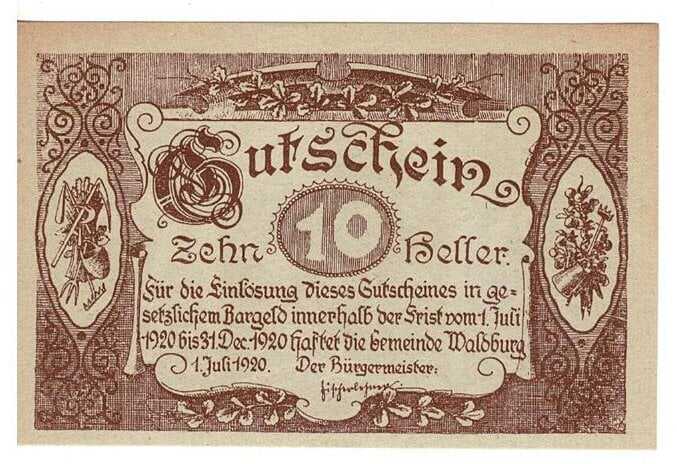 Gutschein
Zehn 10 Heller.
Für die Einlösung dieses Gutscheines in ge-
setzlichem Bargeld innerhalb der Frist vom 1. Juli
1920 bis 31 Dec. 1920 haftet die Gemeinde Waldburg
1. Juli 1920. Der Bürgermeister:
Fischerlehner